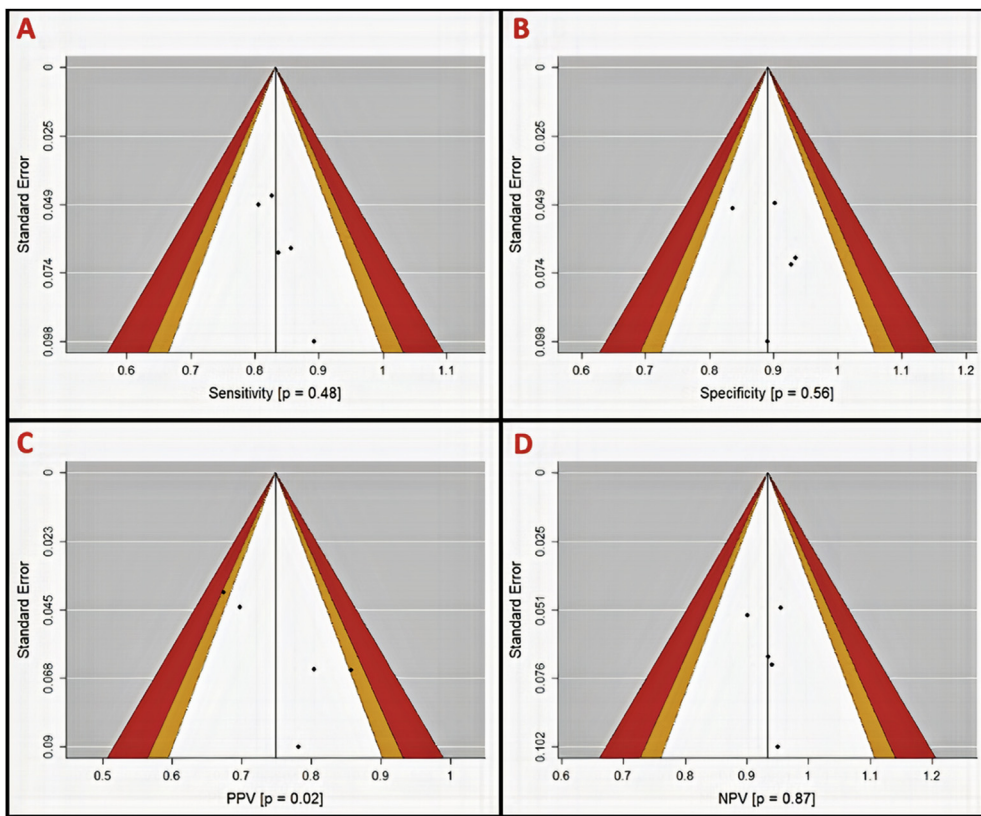 A
Standard Error
0
0.025
0.049
0.074
0.098
0.6 0.7 0.8 0.9 1 1.1
Sensitivity [p = 0.48]
B
Standard Error
0
0.025
0.049
0.074
0.098
0.6 0.7 0.8 0.9 1 1.1 1.2
Specificity [p = 0.56]
C
Standard Error
0
0.023
0.045
0.068
0.09
0.5 0.6 0.7 0.8 0.9 1
PPV [p = 0.02]
D
Standard Error
0
0.025
0.051
0.076
0.102
0.6 0.7 0.8 0.9 1 1.1 1.2
NPV [p = 0.87]